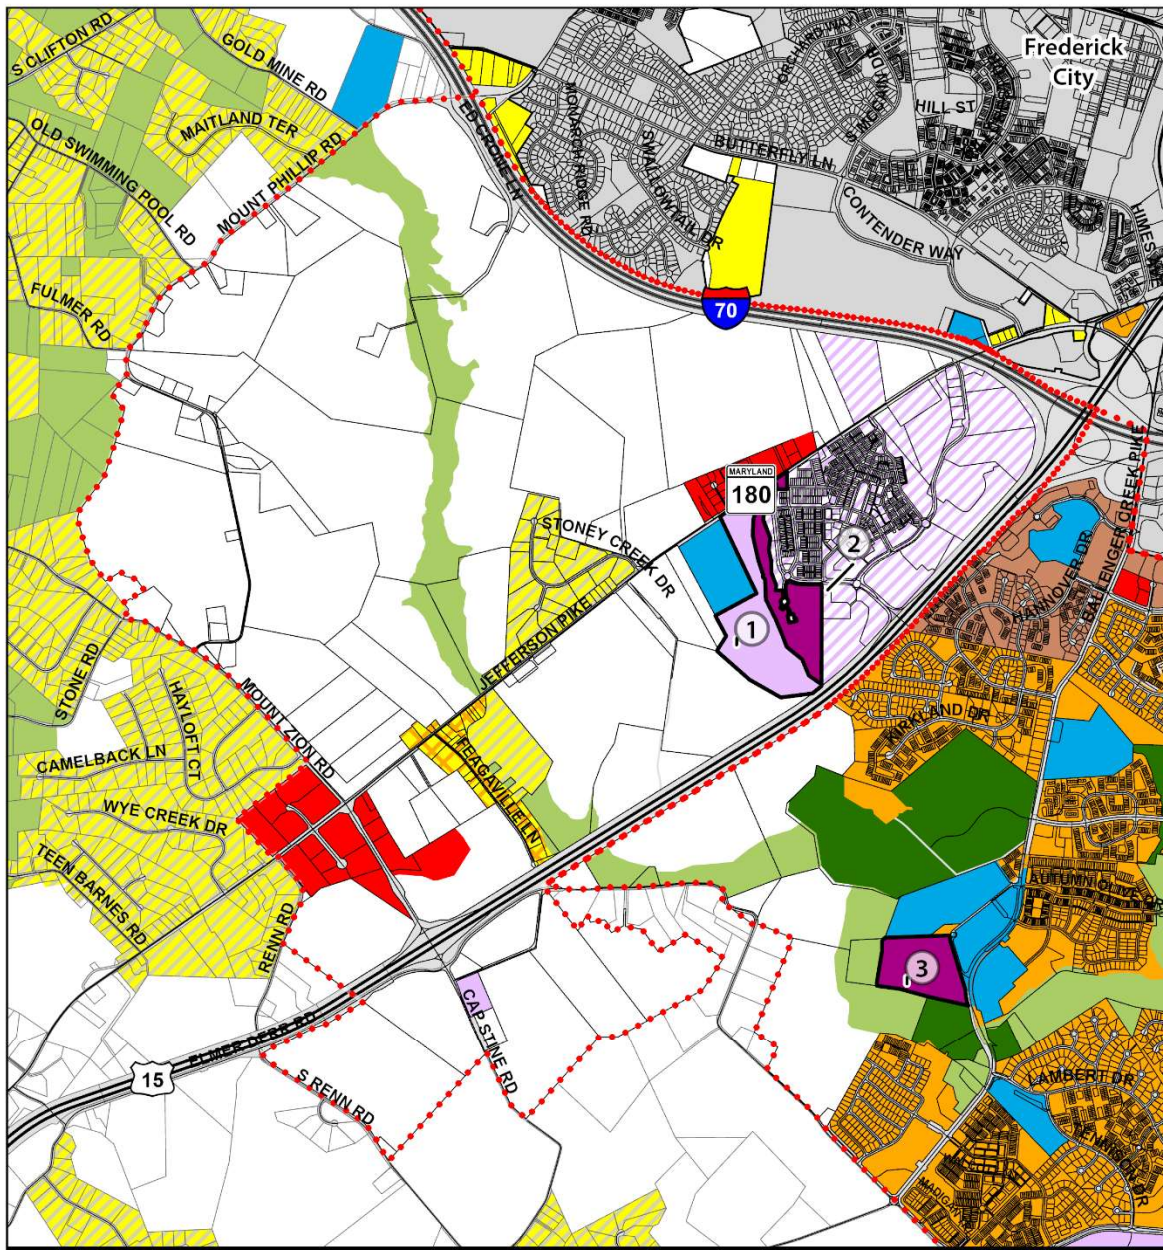 S CLIFTON RD
GOLD MINE RD
Frederick
City
ORCHARD WAY
HILL ST
MAITLAND TER
OLD SWIMMING POOL RD
MOUNT PHILLIP RD
ED CRONE LN
MONARCH RIDGE RD
SWALLOWTAIL DR
BUTTERFLY LN
CONTENDER WAY
FULMER RD
70
MARYLAND
180
STONEY CREEK DR
2
1
JEFFERSON PIKE
HANNOVER DR
BALLENGER CREEK PIKE
STONE RD
HAYLOFT CT
MOUNT ZION RD
CAMELBACK LN
KIRKLAND DR
FEAGAVILLE LN
WYE CREEK DR
TEEN BARNES RD
RENN RD
3
CAP STINE RD
ELMER DERR RD
15
S RENN RD
LAMBERT DR